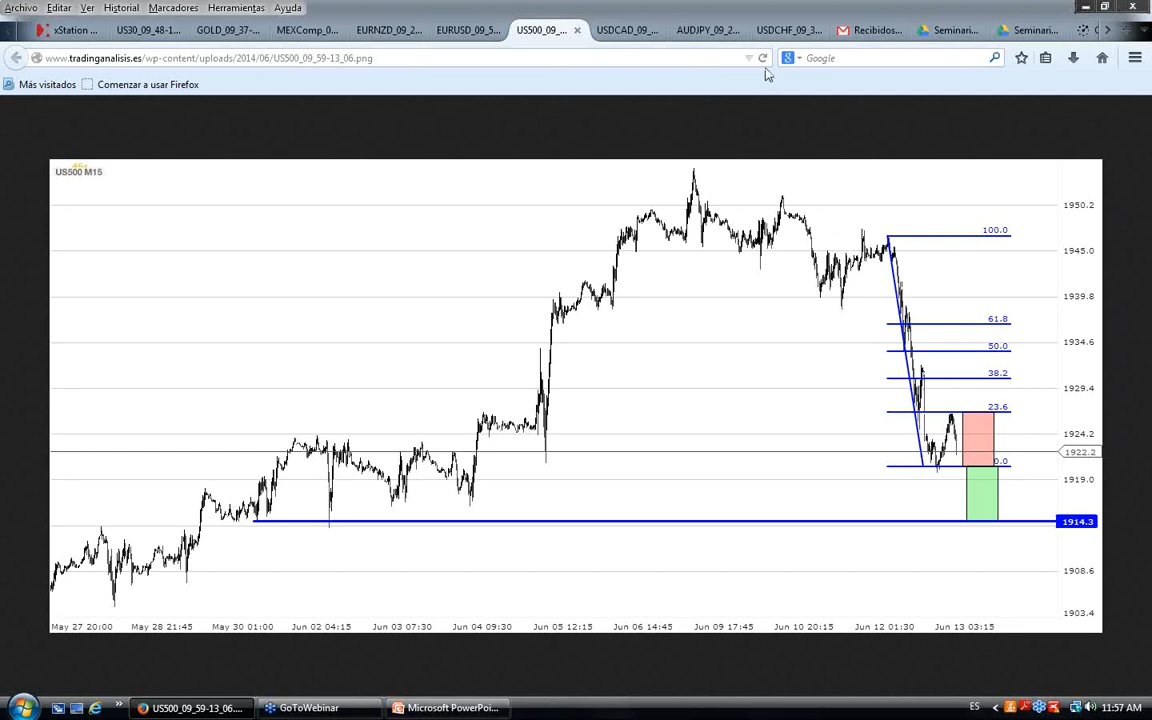 Archivo Editar Ver Historial Marcadores Herramientas Ayuda
xStation ... US30_09_48-1... GOLD_09_37-... MEXComp_0... EURNZD_09_2... EURUSD_09_5... US500_09_... USDCAD_09_... AUDJPY_09_2... USDCHF_09_3... Recibidos... Seminari... Seminari...
www.tradinganalisis.es/wp-content/uploads/2014/06/US500_09_59-13_06.png
Google
Más visitados Comenzar a usar Firefox
US500 M15
100.0
61.8
50.0
38.2
23.6
0.0
1950.2
1945.0
1939.8
1934.6
1929.4
1924.2
1922.2
1919.0
1914.3
1908.6
1903.4
May 27 20:00 May 28 21:45 May 30 01:00 Jun 02 04:15 Jun 03 07:30 Jun 04 09:30 Jun 05 12:15 Jun 06 14:45 Jun 09 17:45 Jun 10 20:15 Jun 12 01:30 Jun 13 03:15
US500_09_59-13_06.... GoToWebinar Microsoft PowerPoi... ES 11:57 AM